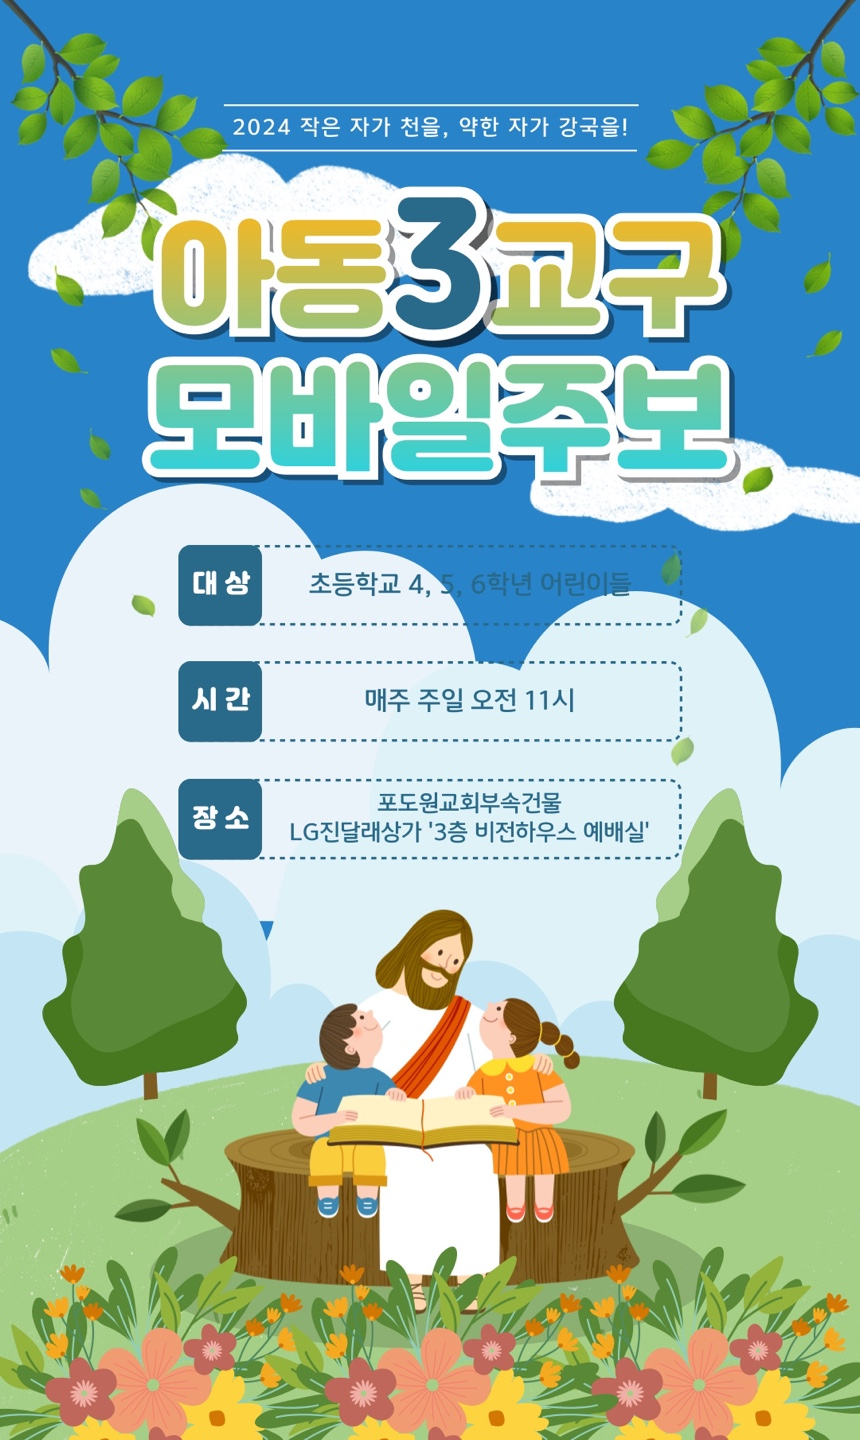 2024 작은 자가 천을, 약한 자가 강국을!
아동3교구
모바일주보
대상
초등학교 4, 5, 6학년 어린이들
시간
매주 주일 오전 11시
장소
포도원교회부속건물
LG진달래상가 '3층 비전하우스 예배실'